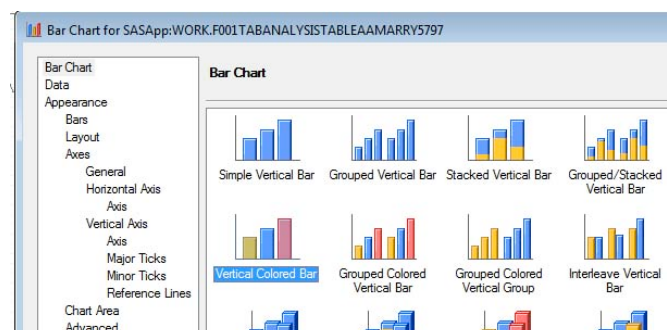 Bar Chart for SASApp:WORK.F001TABANALYSISTABLEAAMARRY5797
Bar Chart
Data
Appearance
Bars
Layout
Axes
General
Horizontal Axis
Axis
Vertical Axis
Axis
Major Ticks
Minor Ticks
Reference Lines
Chart Area
Advanced
Bar Chart
Simple Vertical Bar
Grouped Vertical Bar
Stacked Vertical Bar
Grouped/Stacked
Vertical Bar
Vertical Colored Bar
Grouped Colored
Vertical Bar
Grouped Colored
Vertical Group
Interleave Vertical
Bar